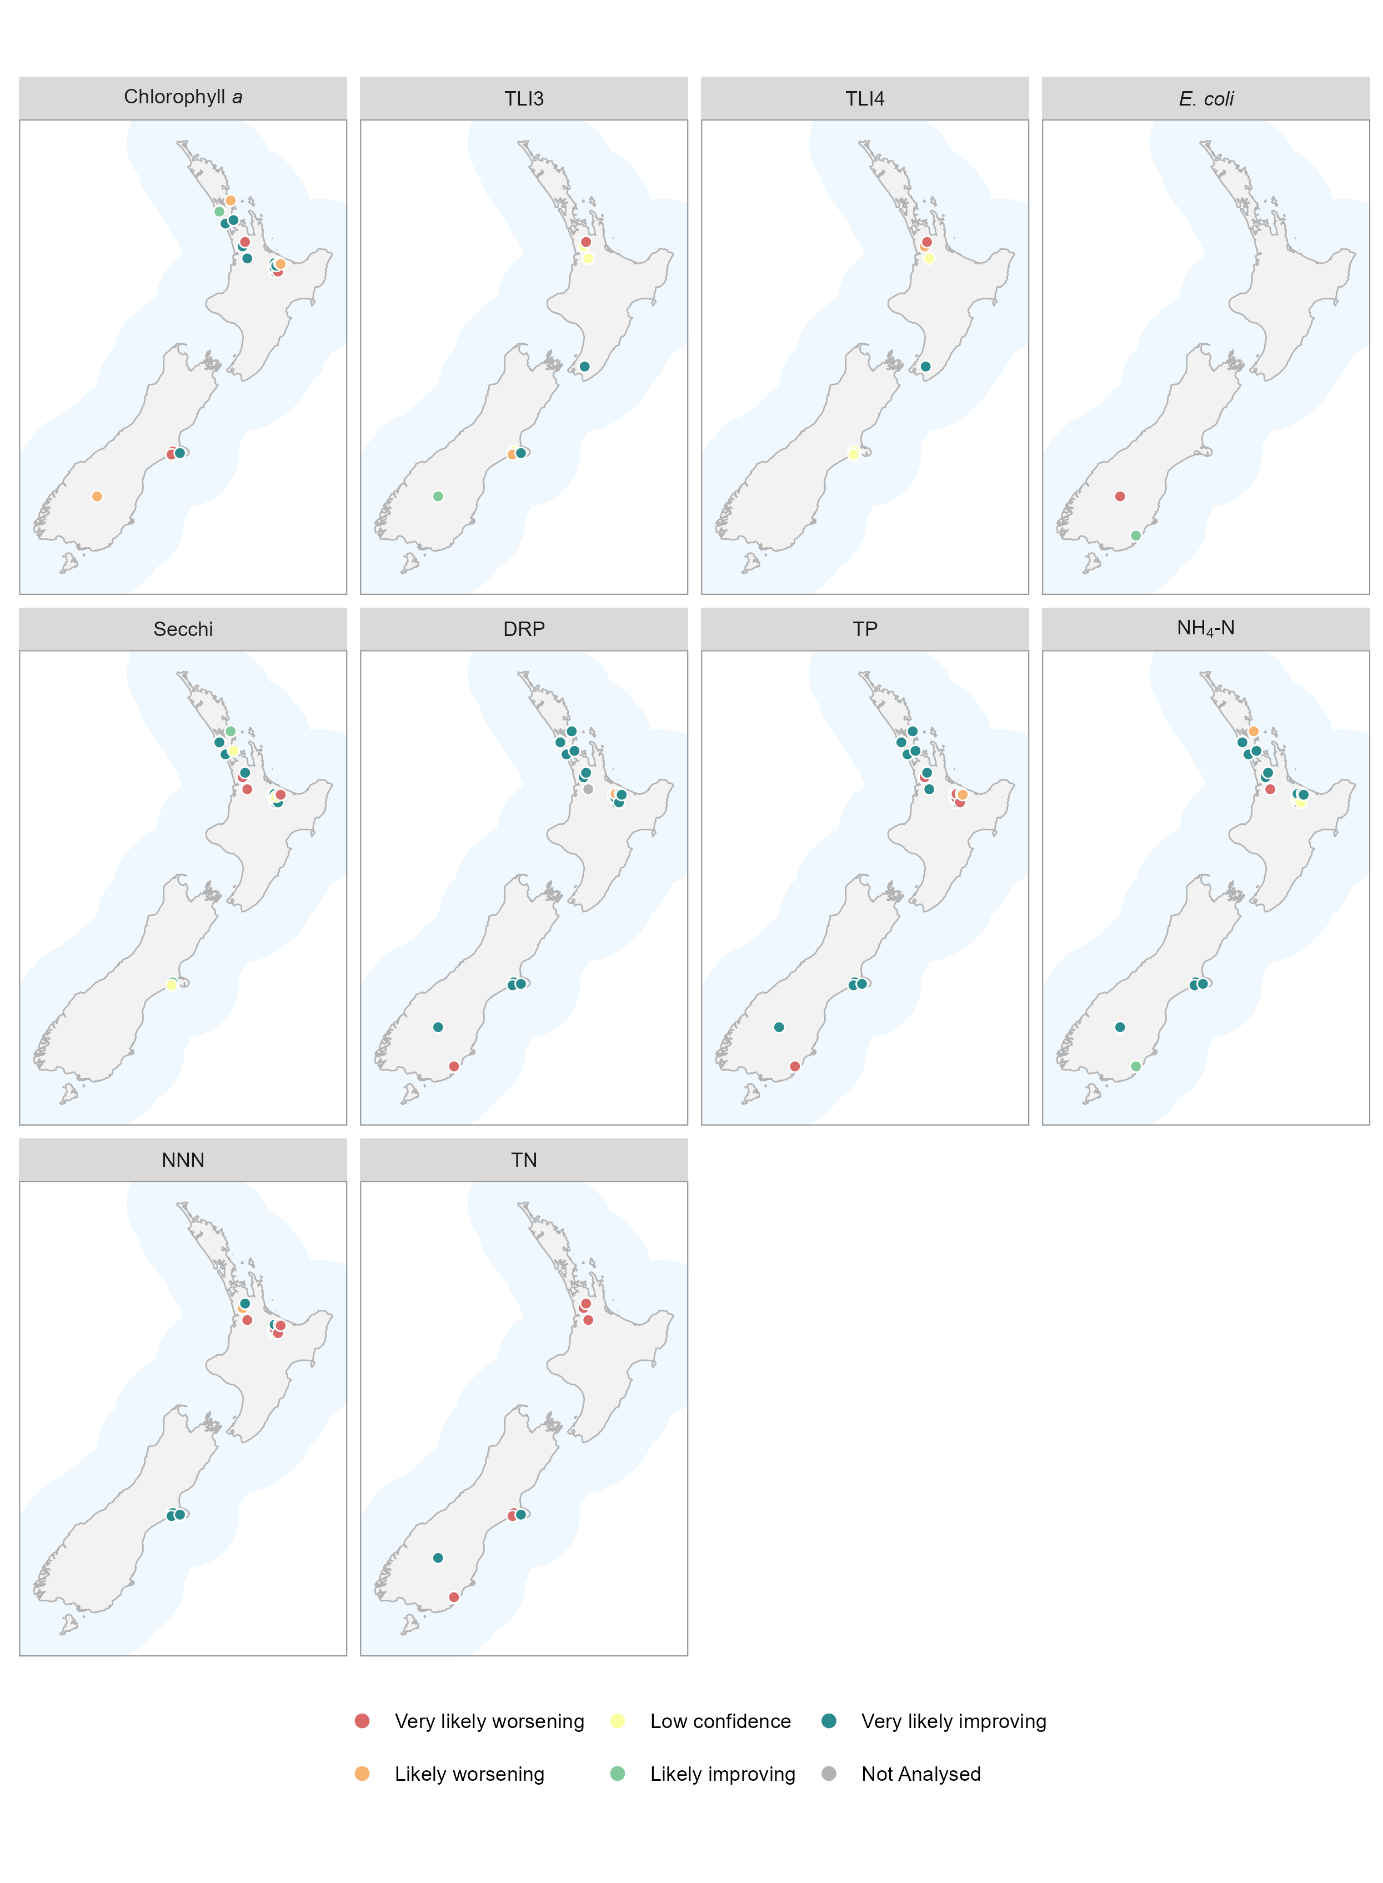 Chlorophyll a
TLI3
TLI4
E. coli
Secchi
DRP
TP
NH₄-N
NNN
TN
Very likely worsening
Low confidence
Very likely improving
Likely worsening
Likely improving
Not Analysed